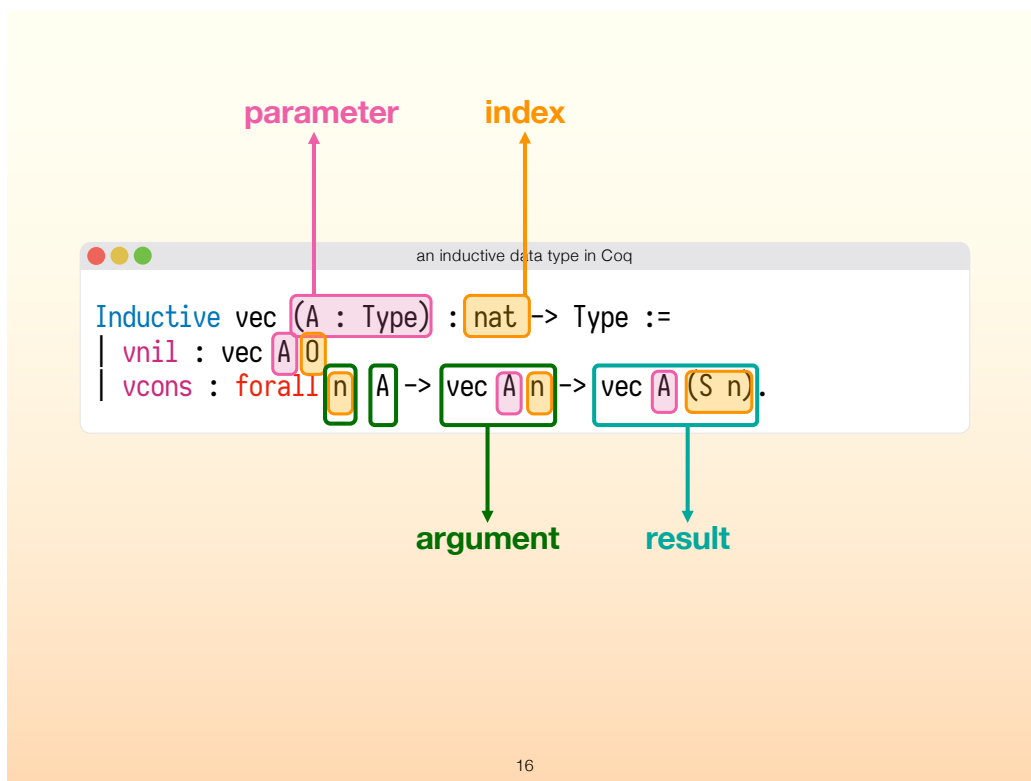 parameter index
an inductive data type in Coq
Inductive vec (A : Type) : nat -> Type :=
| vnil : vec A O
| vcons : forall n A -> vec A n -> vec A (S n).
argument result
16